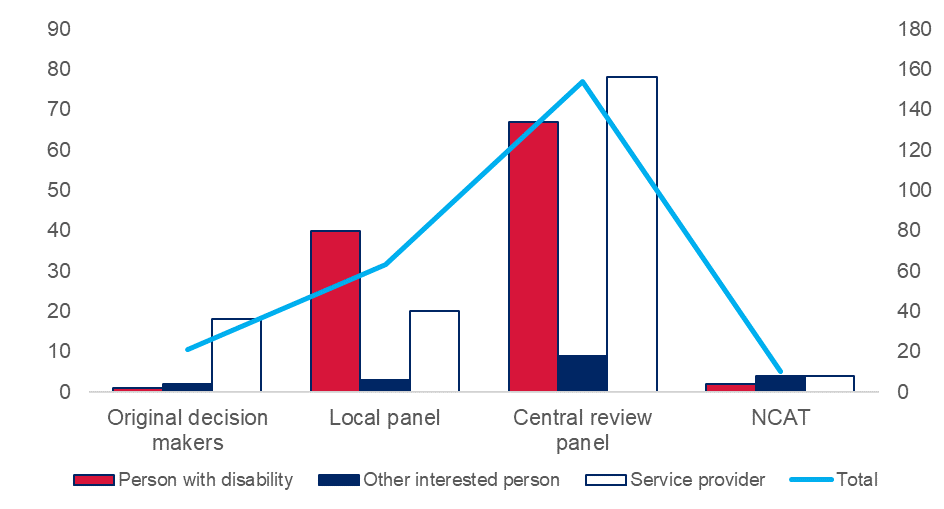 90
80
70
60
50
40
30
20
10
0
180
160
140
120
100
80
60
40
20
0
Original decision
makers
Local panel
Central review
panel
NCAT
Person with disability
Other interested person
Service provider
Total